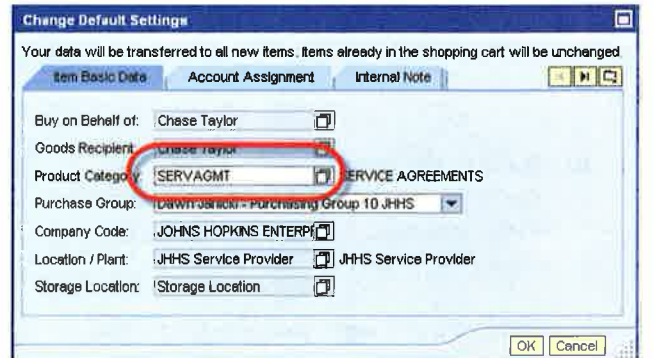 Change Default Settings
Your data will be transferred to all new items. Items already in the shopping cart will be unchanged.
Item Basic Data Account Assignment Internal Note
Buy on Behalf of: Chase Taylor
Goods Recipient: Chase Taylor
Product Category: SERVAGMT SERVICE AGREEMENTS
Purchase Group: Dawn Janicki - Purchasing Group 10 JHHS
Company Code: JOHNS HOPKINS ENTERPR
Location / Plant: JHHS Service Provider JHHS Service Provider
Storage Location: Storage Location
OK Cancel